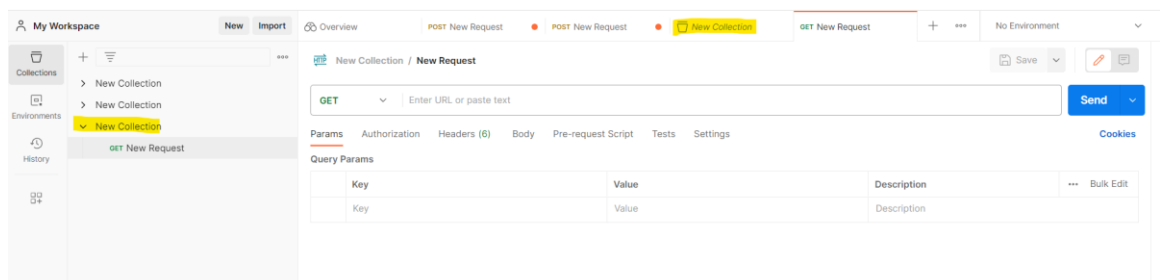 My Workspace New Import Overview POST New Request POST New Request New Collection GET New Request No Environment
Collections
New Collection / New Request Save
New Collection
New Collection
Environments
GET Enter URL or paste text Send
New Collection
Params Authorization Headers (6) Body Pre-request Script Tests Settings Cookies
GET New Request
History
Query Params
Key Value Description Bulk Edit
Key Value Description